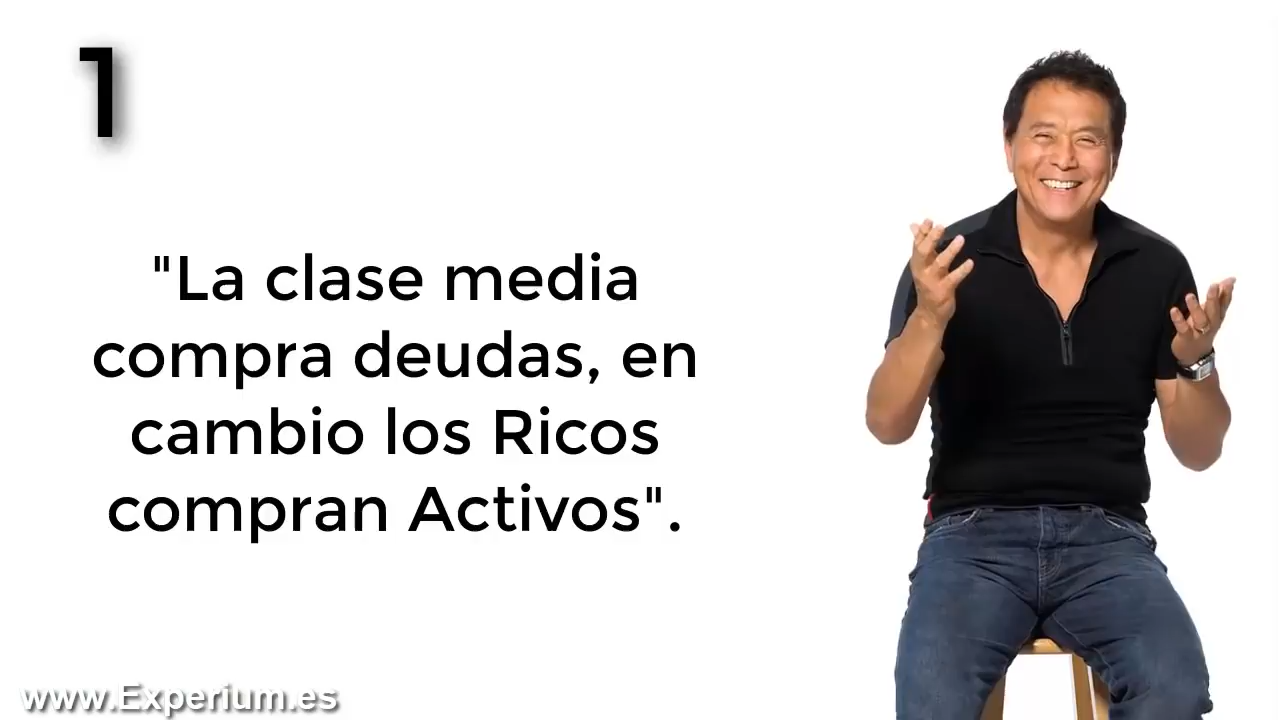 1
"La clase media
compra deudas, en
cambio los Ricos
compran Activos".
www.Experium.es